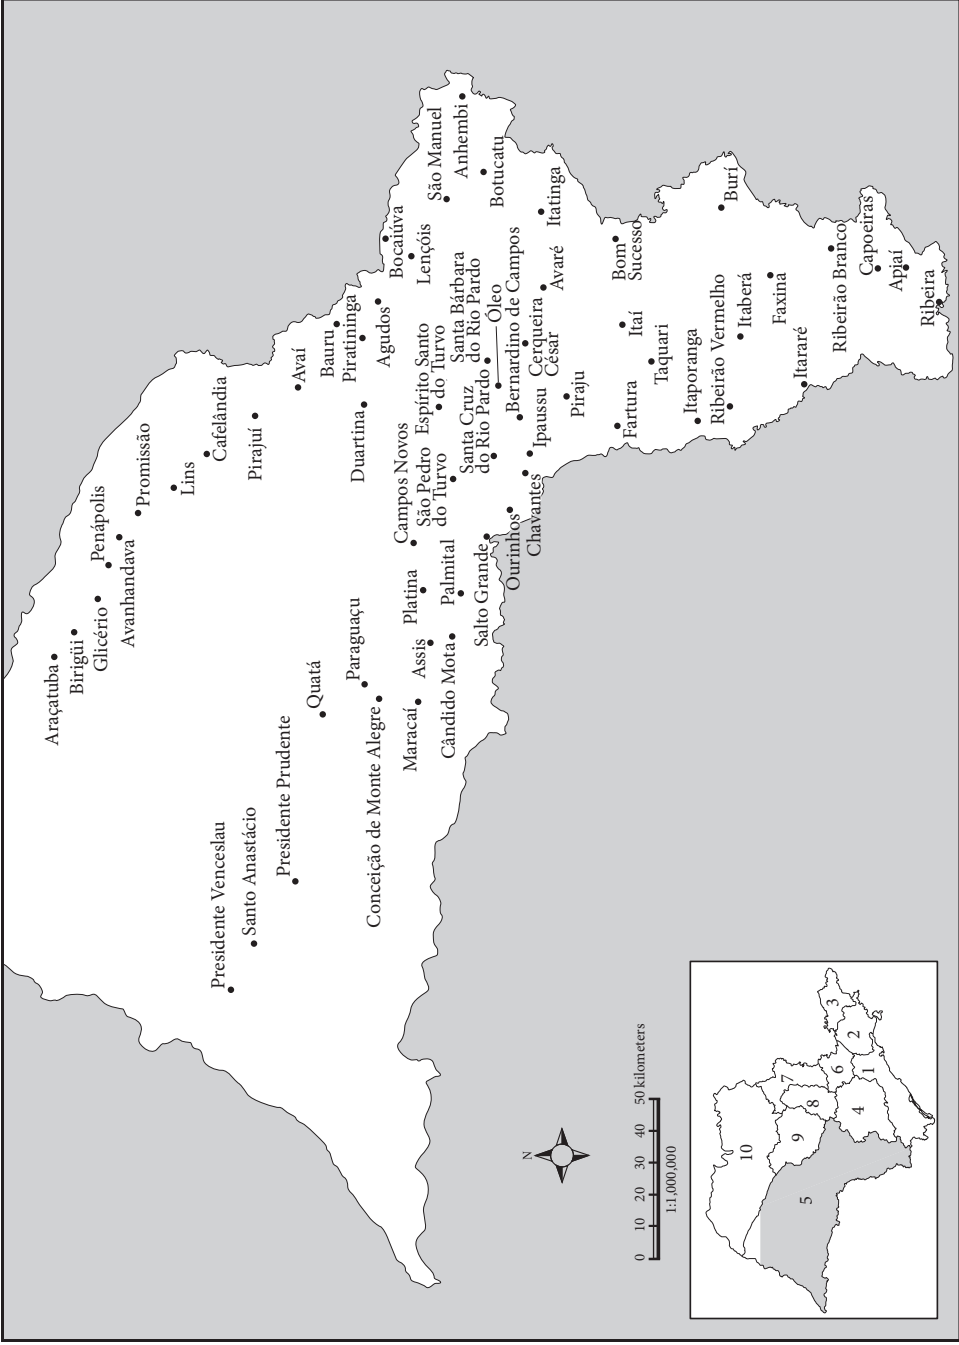 Araçatuba
Birigüi
Glicério
Penápolis
Avanhandava
Promissão
Lins
Cafelândia
Pirajuí
Avaí
Bauru
Piratininga
Agudos
Duartina
Bocaiúva
Lençóis
São Manuel
Anhembi
Botucatu
Itatinga
Avaré
Presidente Venceslau
Santo Anastácio
Presidente Prudente
Quatá
Paraguaçu
Conceição de Monte Alegre
Maracaí
Assis
Cândido Mota
Platina
Palmital
Salto Grande
Campos Novos
São Pedro
do Turvo
Espírito Santo
do Turvo
Santa Cruz
do Rio Pardo
Santa Bárbara
do Rio Pardo
Óleo
Bernardino de Campos
Cerqueira
César
Ipaussu
Piraju
Ourinhos
Chavantes
Fartura
Taquari
Itaí
Bom
Sucesso
Itaporanga
Ribeirão Vermelho
Itaberá
Burí
Faxina
Itararé
Ribeirão Branco
Capoeiras
Apiaí
Ribeira
N
0 10 20 30 40 50 kilometers
1:1,000,000
1
2
3
4
5
6
7
8
9
10